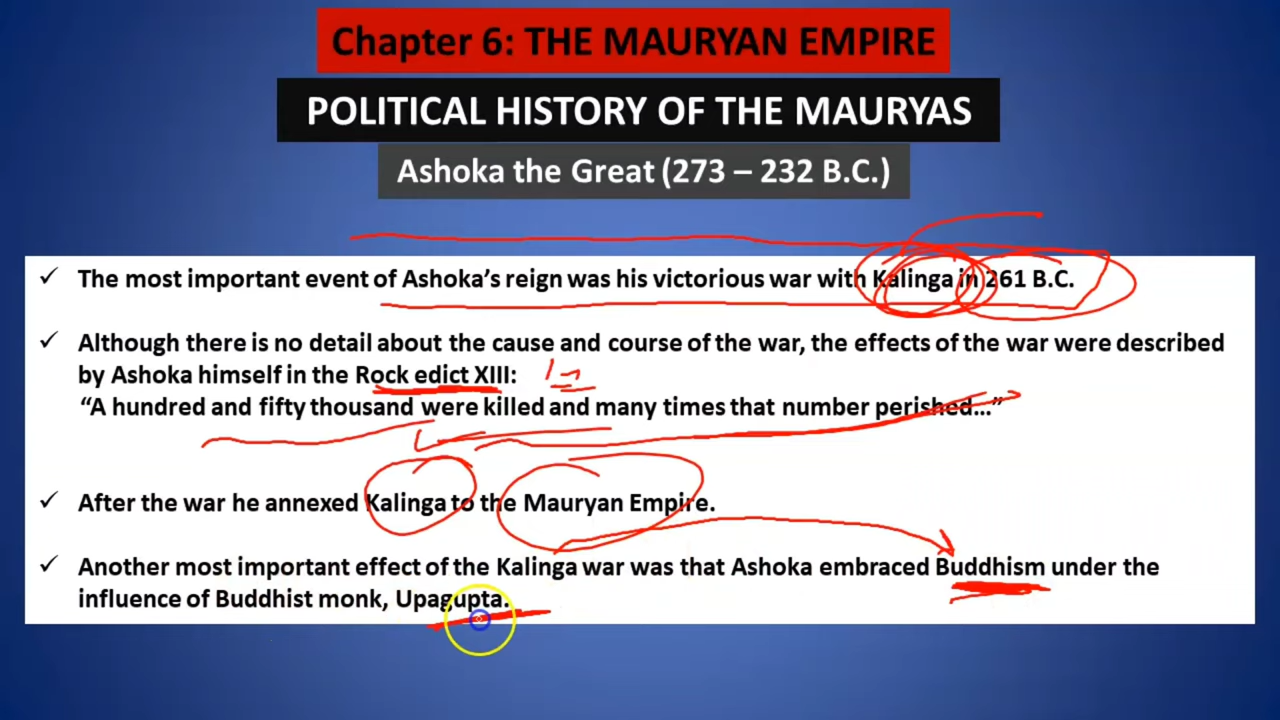 Chapter 6: THE MAURYAN EMPIRE
POLITICAL HISTORY OF THE MAURYAS
Ashoka the Great (273 – 232 B.C.)
✓ The most important event of Ashoka’s reign was his victorious war with Kalinga in 261 B.C.
✓ Although there is no detail about the cause and course of the war, the effects of the war were described
by Ashoka himself in the Rock edict XIII:
“A hundred and fifty thousand were killed and many times that number perished...”
✓ After the war he annexed Kalinga to the Mauryan Empire.
✓ Another most important effect of the Kalinga war was that Ashoka embraced Buddhism under the
influence of Buddhist monk, Upagupta.